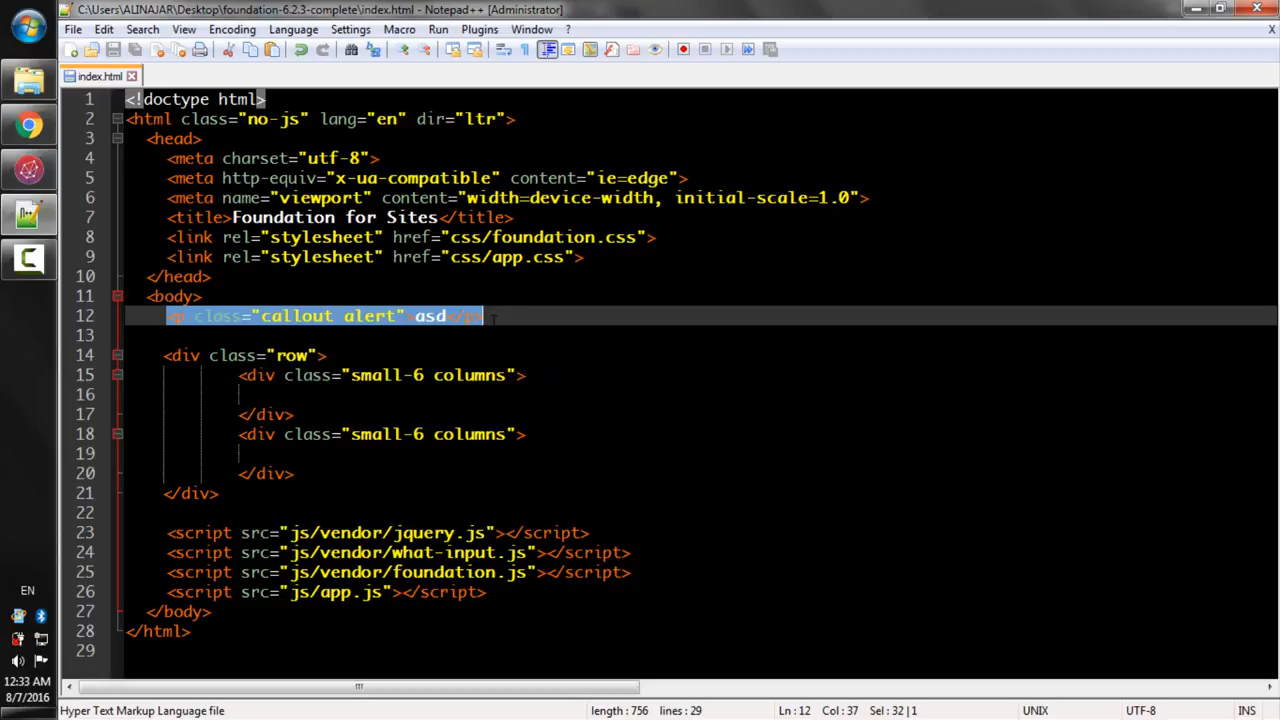 C:\Users\ALINAJAR\Desktop\foundation-6.2.3-complete\index.html - Notepad++ [Administrator]
File Edit Search View Encoding Language Settings Macro Run Plugins Window ? X
index.html
1 <!doctype html>
2 <html class="no-js" lang="en" dir="ltr">
3 <head>
4 <meta charset="utf-8">
5 <meta http-equiv="x-ua-compatible" content="ie=edge">
6 <meta name="viewport" content="width=device-width, initial-scale=1.0">
7 <title>Foundation for Sites</title>
8 <link rel="stylesheet" href="css/foundation.css">
9 <link rel="stylesheet" href="css/app.css">
10 </head>
11 <body>
12 <p class="callout alert">asd</p>
13
14 <div class="row">
15 <div class="small-6 columns">
16
17 </div>
18 <div class="small-6 columns">
19
20 </div>
21 </div>
22
23 <script src="js/vendor/jquery.js"></script>
24 <script src="js/vendor/what-input.js"></script>
25 <script src="js/vendor/foundation.js"></script>
26 <script src="js/app.js"></script>
27 </body>
28 </html>
29
EN
12:33 AM
8/7/2016
Hyper Text Markup Language file length : 756 lines : 29 Ln : 12 Col : 37 Sel : 32 | 1 UNIX UTF-8 INS